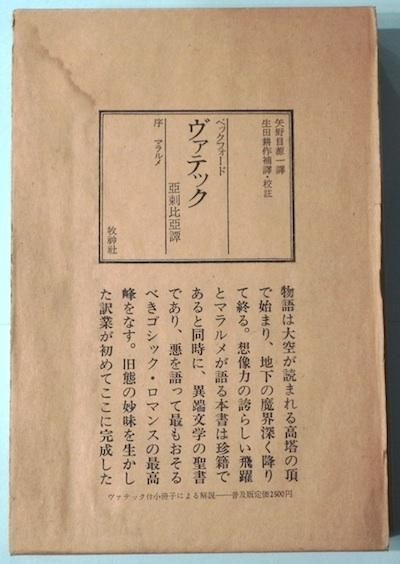 矢野目源一譯
生田耕作補譯・校註
ベックフォード
ヴァテック
亞剌比亞譚
序 マラルメ
牧神社
物語は大空が読まれる高塔の頂
で始まり、地下の魔界深く降り
て終る。想像力の誇らしい飛躍
とマラルメが語る本書は珍籍で
あると同時に、異端文学の聖書
であり、悪を語って最もおそる
べきゴシック・ロマンスの最高
峰をなす。旧態の妙味を生かし
た訳業が初めてここに完成した
ヴァテック付小冊子による解説——普及版定価2500円